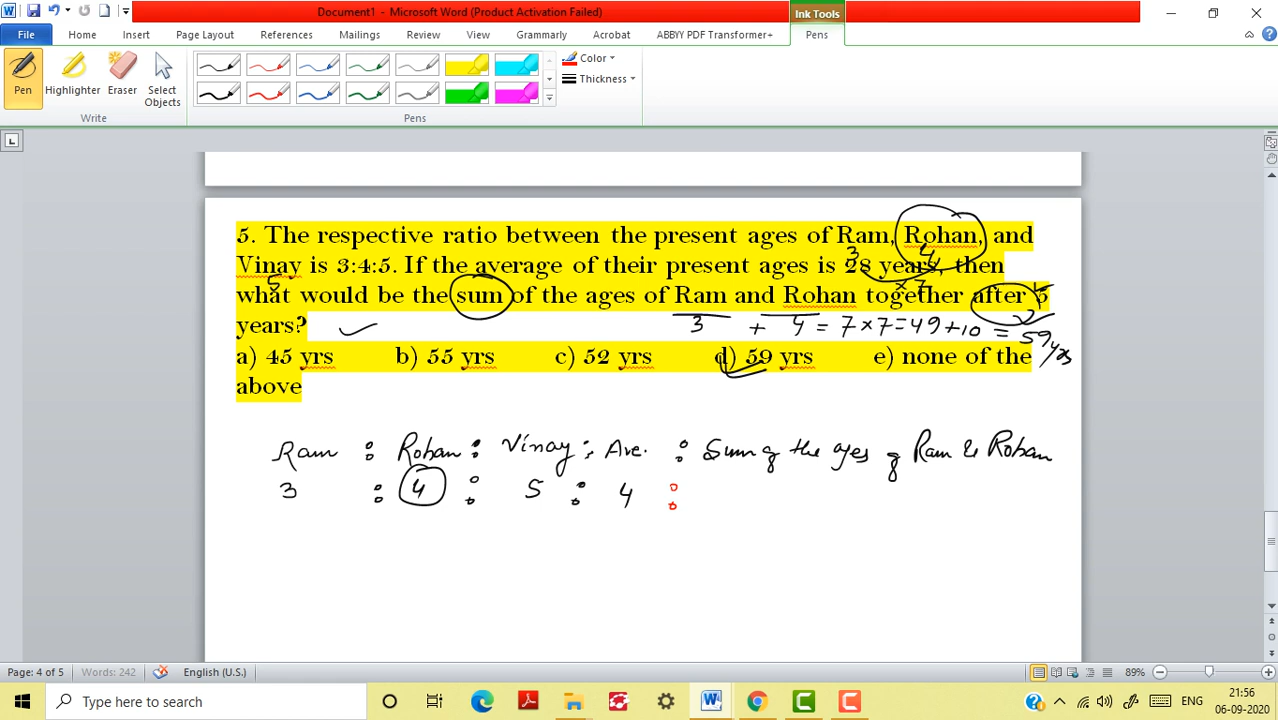 Document1 - Microsoft Word (Product Activation Failed)
Ink Tools
File Home Insert Page Layout References Mailings Review View Grammarly Acrobat ABBYY PDF Transformer+ Pens
Pen Highlighter Eraser Select Objects
Color
Thickness
Write
Pens
5. The respective ratio between the present ages of Ram, Rohan, and
Vinay is 3:4:5. If the average of their present ages is 28 years, then
3 4
5 ×7
what would be the sum of the ages of Ram and Rohan together after 5
years?
3 + 4 = 7 × 7 = 49 + 10 = 59 yrs
a) 45 yrs b) 55 yrs c) 52 yrs d) 59 yrs e) none of the
above
Ram : Rohan : Vinay : Ave. : Sum of the ages of Ram & Rohan
3 : 4 : 5 : 4 :
Page: 4 of 5 Words: 242 English (U.S.) 89%
Type here to search
ENG
21:56
06-09-2020